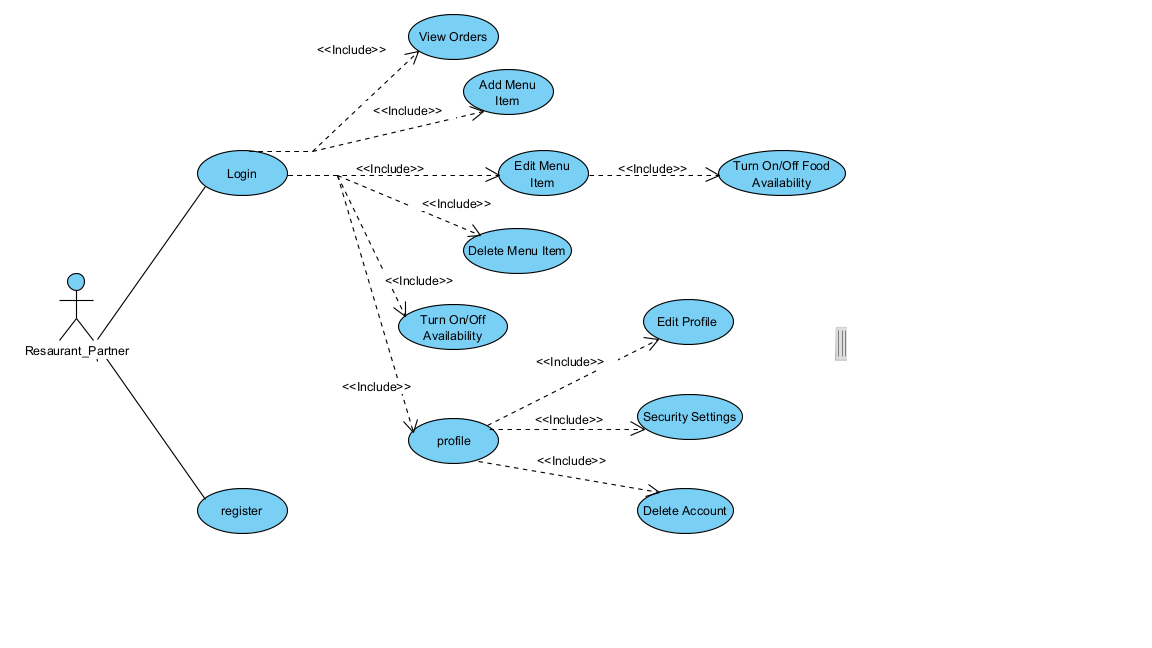 View Orders
<<Include>>
Add Menu
Item
<<Include>>
Login
<<Include>>
Edit Menu
Item
<<Include>>
Turn On/Off Food
Availability
<<Include>>
Delete Menu Item
<<Include>>
Turn On/Off
Availability
Edit Profile
Resaurant_Partner
<<Include>>
<<Include>>
profile
<<Include>>
Security Settings
<<Include>>
register
Delete Account